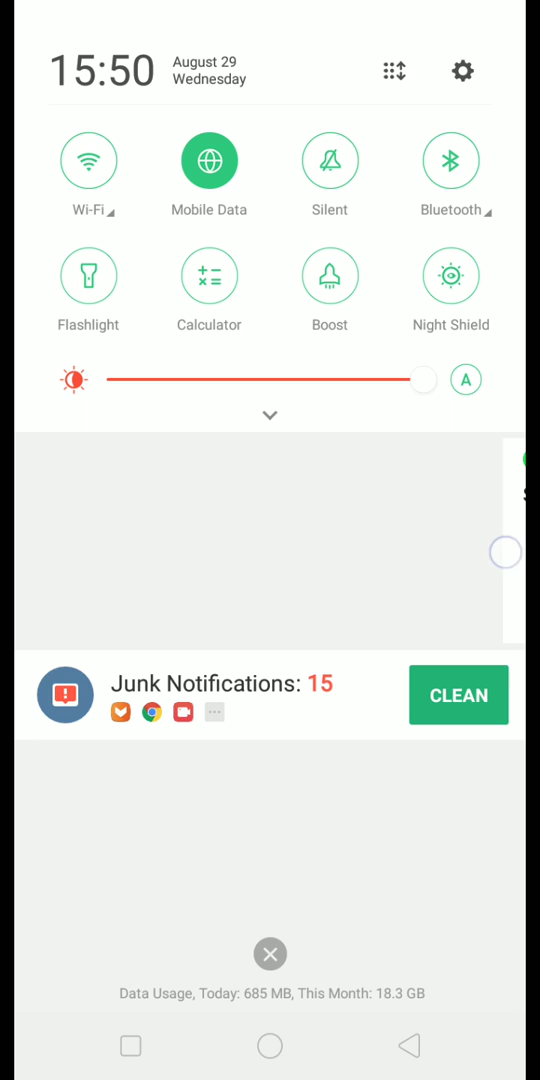 15:50
August 29
Wednesday
Wi-Fi
Mobile Data
Silent
Bluetooth
Flashlight
Calculator
Boost
Night Shield
A
Junk Notifications: 15
CLEAN
Data Usage, Today: 685 MB, This Month: 18.3 GB